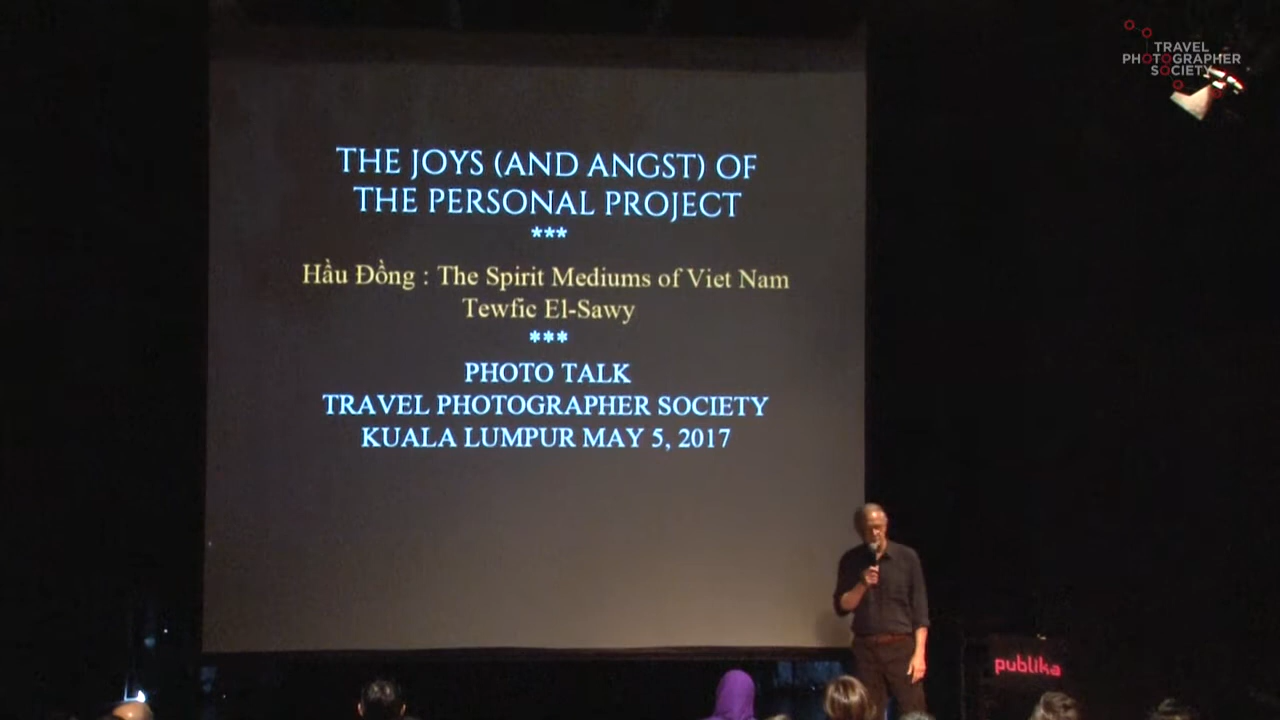 THE JOYS (AND ANGST) OF
THE PERSONAL PROJECT
***
Hầu Đồng : The Spirit Mediums of Viet Nam
Tewfic El-Sawy
***
PHOTO TALK
TRAVEL PHOTOGRAPHER SOCIETY
KUALA LUMPUR MAY 5, 2017
TRAVEL
PHOTOGRAPHER
SOCIETY
publika